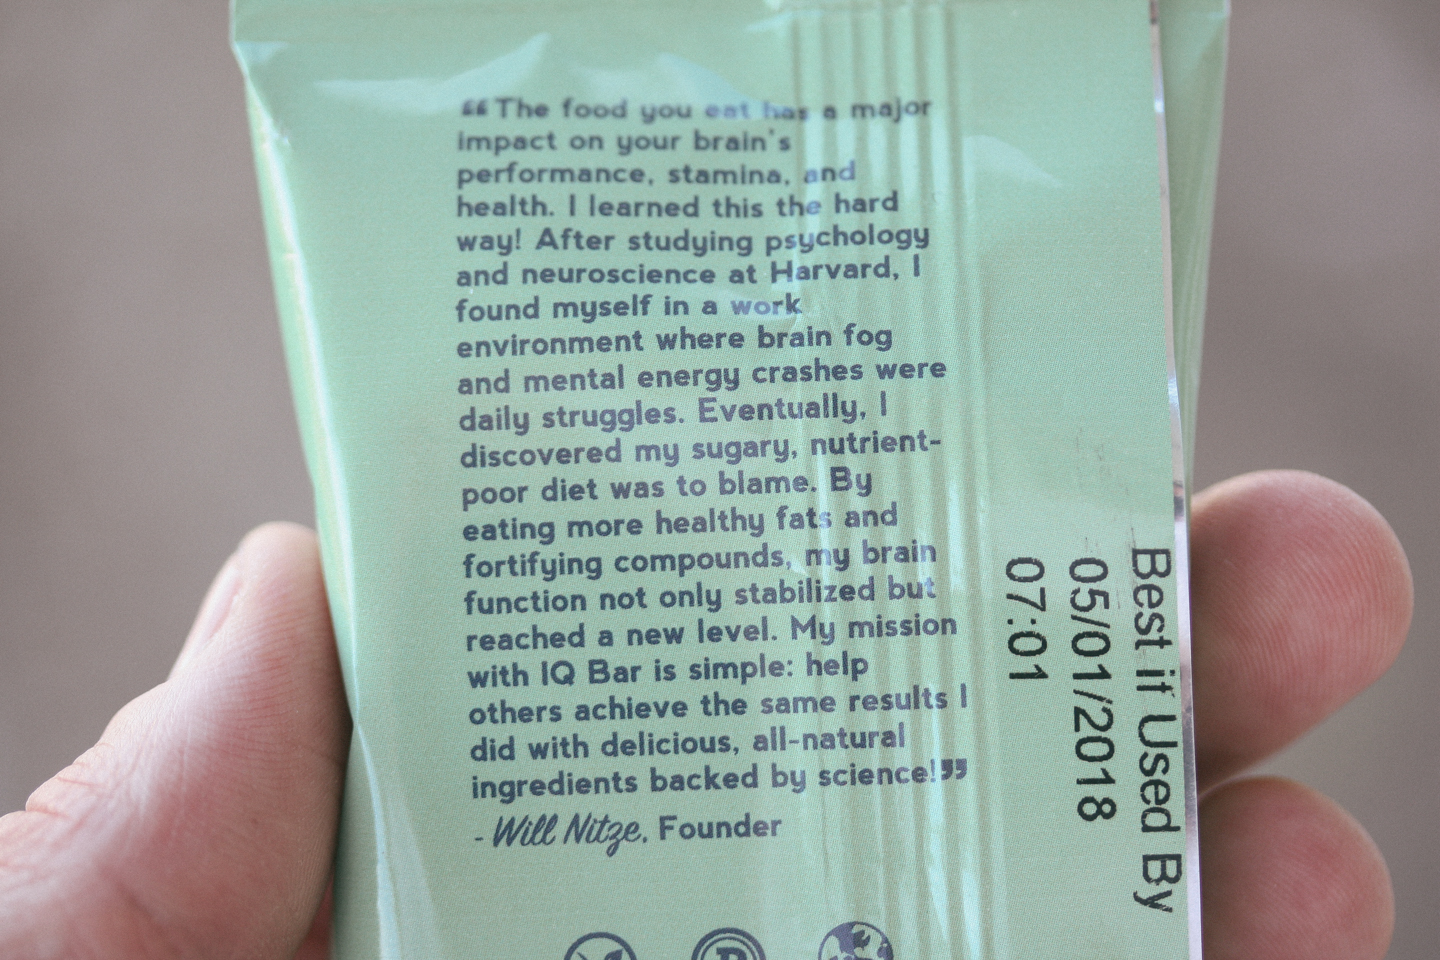 “The food you eat has a major
impact on your brain's
performance, stamina, and
health. I learned this the hard
way! After studying psychology
and neuroscience at Harvard, I
found myself in a work
environment where brain fog
and mental energy crashes were
daily struggles. Eventually, I
discovered my sugary, nutrient-
poor diet was to blame. By
eating more healthy fats and
fortifying compounds, my brain
function not only stabilized but
reached a new level. My mission
with IQ Bar is simple: help
others achieve the same results I
did with delicious, all-natural
ingredients backed by science!”
- Will Nitze, Founder
Best if Used By
05/01/2018
07:01